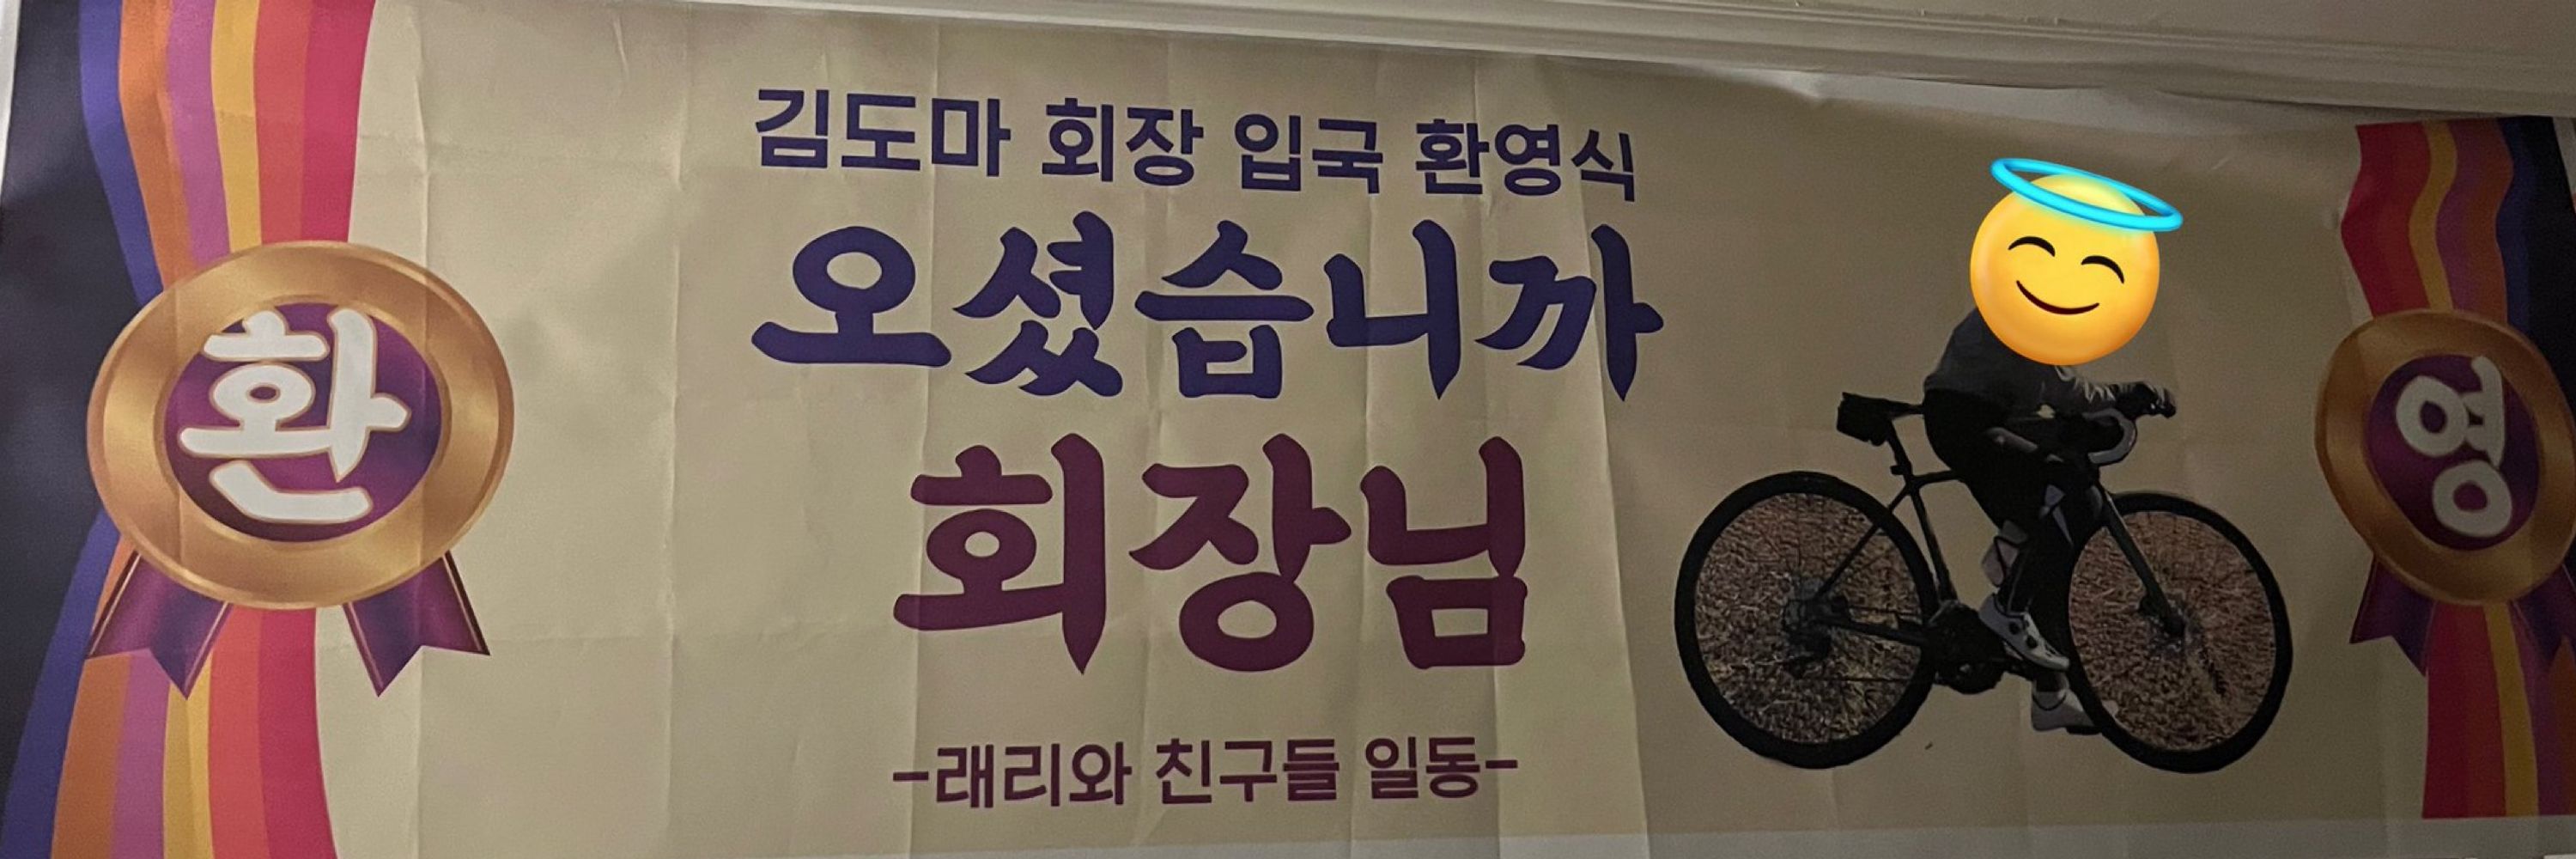 환
김도마 회장 입국 환영식
오셨습니까
회장님
-래리와 친구들 일동-
영